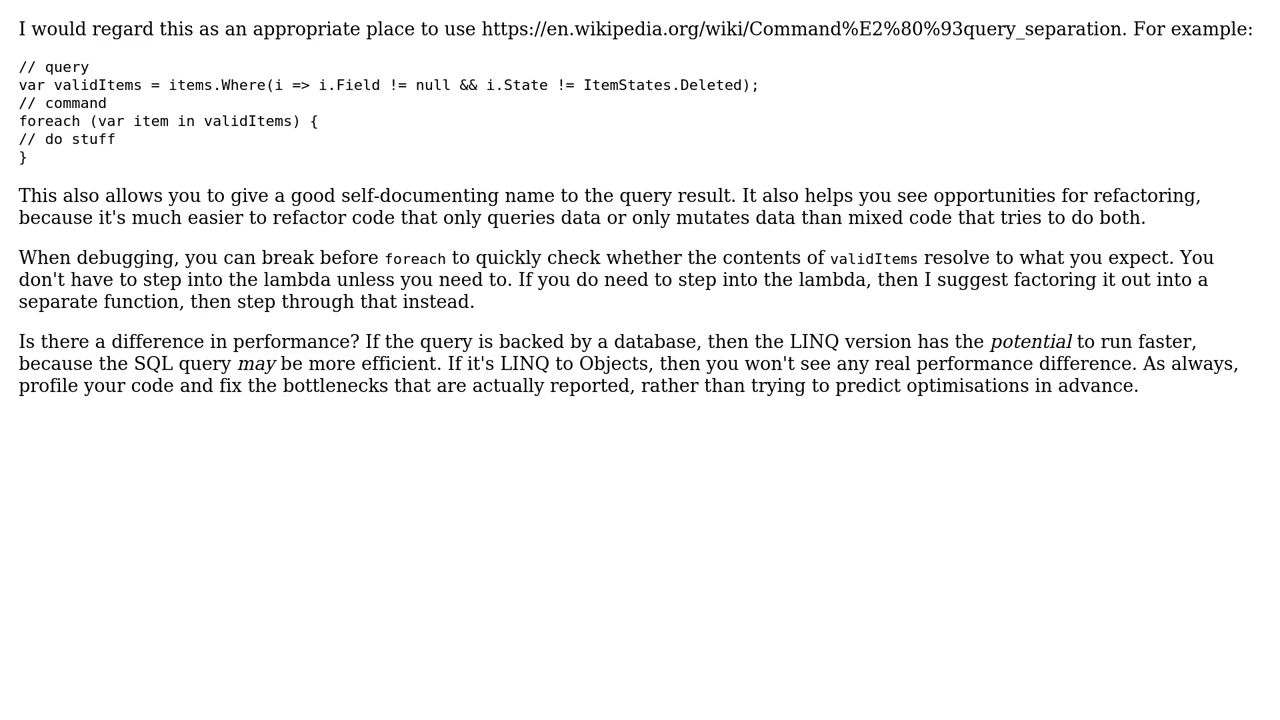 I would regard this as an appropriate place to use https://en.wikipedia.org/wiki/Command%E2%80%93query_separation. For example:
// query
var validItems = items.Where(i => i.Field != null && i.State != ItemStates.Deleted);
// command
foreach (var item in validItems) {
// do stuff
}
This also allows you to give a good self-documenting name to the query result. It also helps you see opportunities for refactoring,
because it's much easier to refactor code that only queries data or only mutates data than mixed code that tries to do both.
When debugging, you can break before foreach to quickly check whether the contents of validItems resolve to what you expect. You
don't have to step into the lambda unless you need to. If you do need to step into the lambda, then I suggest factoring it out into a
separate function, then step through that instead.
Is there a difference in performance? If the query is backed by a database, then the LINQ version has the potential to run faster,
because the SQL query may be more efficient. If it's LINQ to Objects, then you won't see any real performance difference. As always,
profile your code and fix the bottlenecks that are actually reported, rather than trying to predict optimisations in advance.